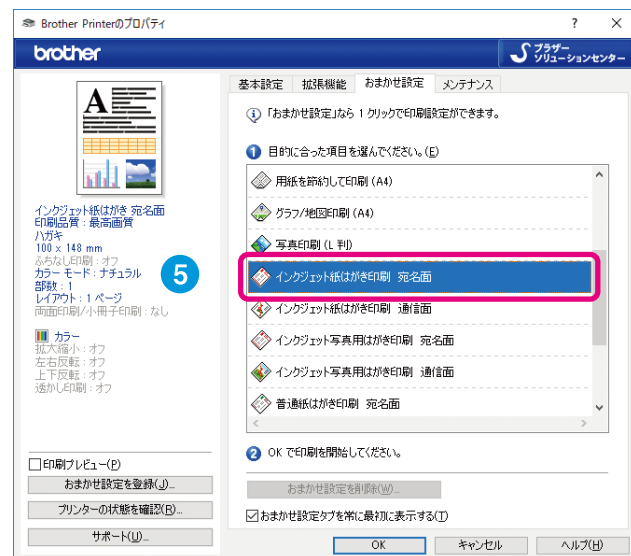 Brother Printerのプロパティ
? ×
brother
ブラザー
ソリューションセンター
基本設定 拡張機能 おまかせ設定 メンテナンス
「おまかせ設定」なら 1 クリックで印刷設定ができます。
1 目的に合った項目を選んでください。(E)
用紙を節約して印刷 (A4)
グラフ/地図印刷 (A4)
写真印刷 (L 判)
インクジェット紙はがき印刷 宛名面
インクジェット紙はがき印刷 通信面
インクジェット写真用はがき印刷 宛名面
インクジェット写真用はがき印刷 通信面
普通紙はがき印刷 宛名面
2 OK で印刷を開始してください。
おまかせ設定を削除(W)...
おまかせ設定タブを常に最初に表示する(T)
A
インクジェット紙はがき 宛名面
印刷品質 : 最高画質
ハガキ
100 x 148 mm
ふちなし印刷 : オフ
カラー モード : ナチュラル
部数 : 1
レイアウト : 1 ページ
両面印刷/小冊子印刷 : なし
5
カラー
拡大縮小 : オフ
左右反転 : オフ
上下反転 : オフ
透かし印刷 : オフ
印刷プレビュー(P)
おまかせ設定を登録(J)...
プリンターの状態を確認(R)...
サポート(U)...
OK キャンセル ヘルプ(H)